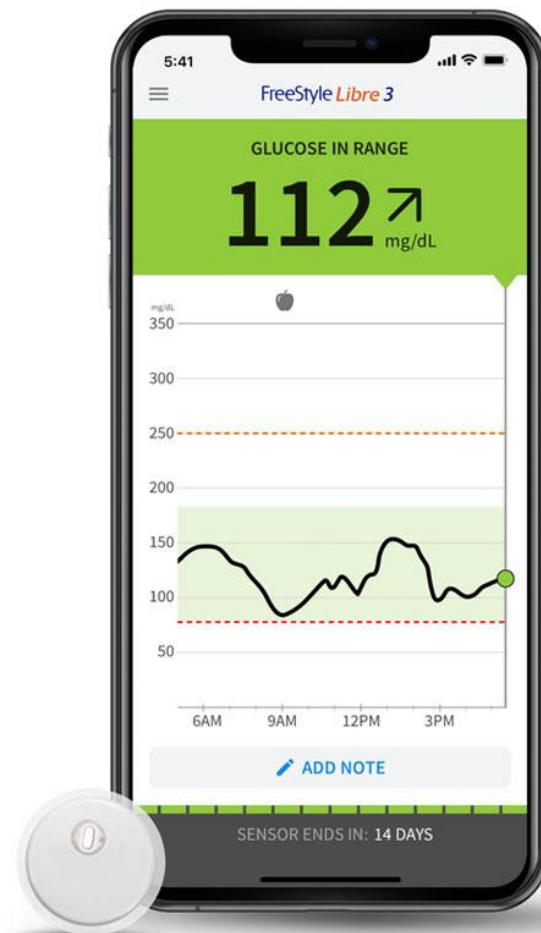 5:41
FreeStyle Libre 3
GLUCOSE IN RANGE
112
mg/dL
mg/dL
350
300
250
200
150
100
50
6AM 9AM 12PM 3PM
ADD NOTE
SENSOR ENDS IN: 14 DAYS